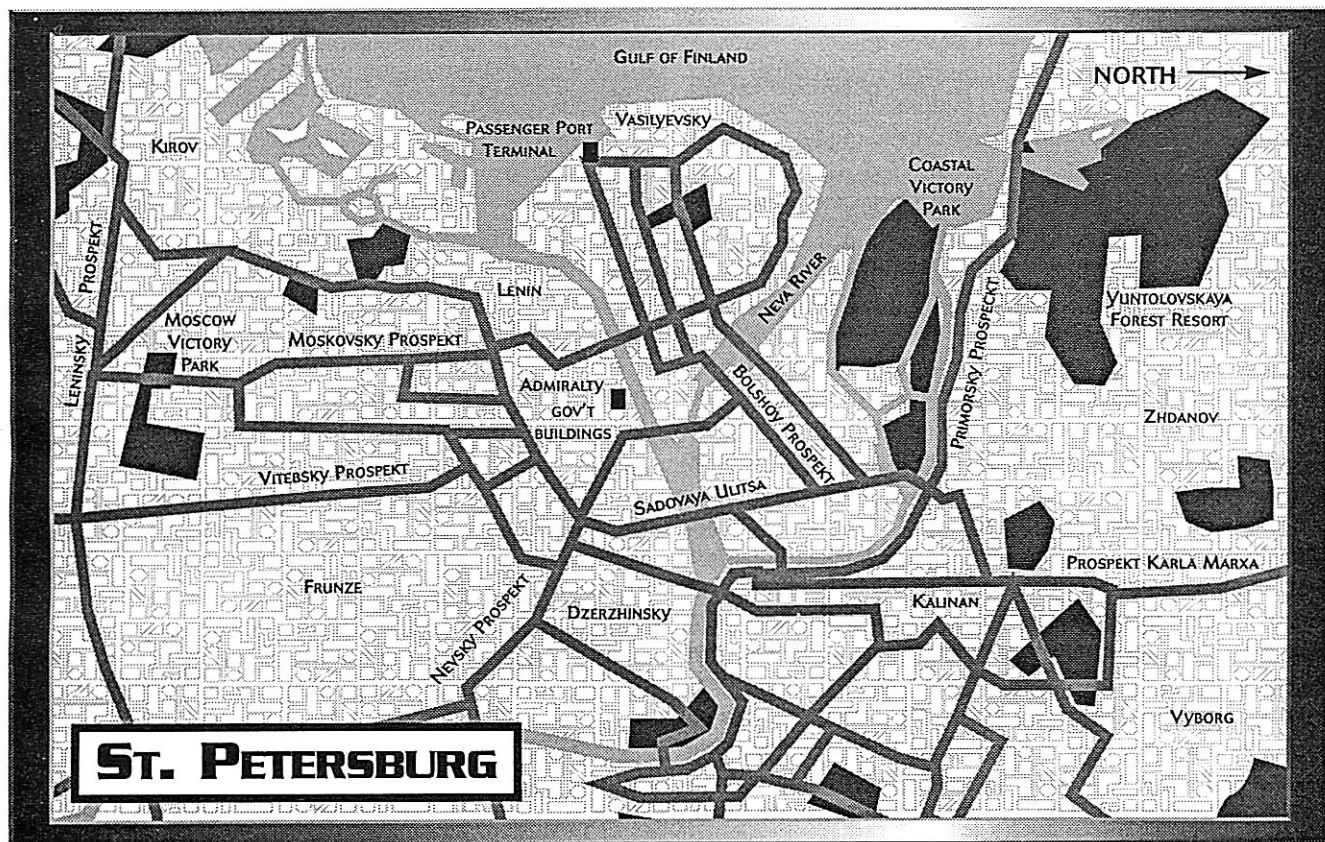 GULF OF FINLAND
NORTH
VASILYEVSKY
PASSENGER PORT
TERMINAL
KIROV
COASTAL
VICTORY
PARK
NEVA RIVER
LENINSKY PROSPEKT
LENIN
YUNTOLOVSKAYA
FOREST RESORT
MOSCOW
VICTORY
PARK
MOSKOVSKY PROSPEKT
PRIMORSKY PROSPECKT
ADMIRALTY
GOV'T
BUILDINGS
BOLSHOY PROSPEKT
ZHDANOV
VITEBSKY PROSPEKT
SADOVAYA ULITSA
PROSPEKT KARLA MARXA
FRUNZE
NEVSKY PROSPEKT
DZERZHINSKY
KALINAN
VYBORG
ST. PETERSBURG